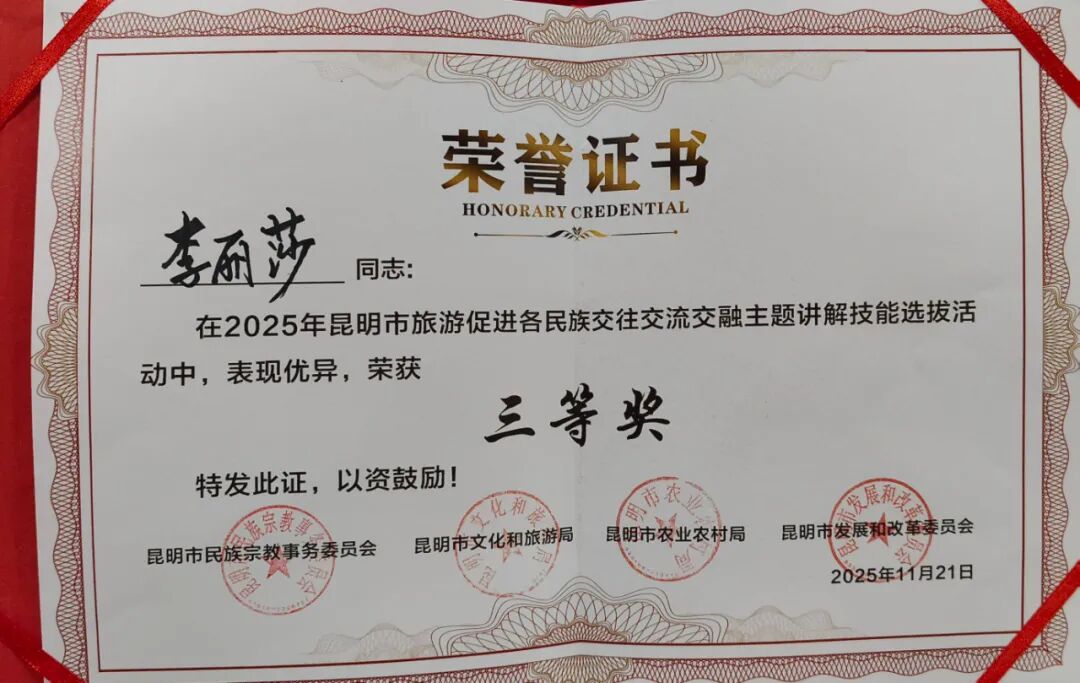 荣誉证书
HONORARY CREDENTIAL
李丽莎 同志:
在2025年昆明市旅游促进各民族交往交流交融主题讲解技能选拔活
动中，表现优异，荣获
三等奖
特发此证，以资鼓励！
昆明市民族宗教事务委员会 昆明市文化和旅游局 昆明市农业农村局 昆明市发展和改革委员会
2025年11月21日